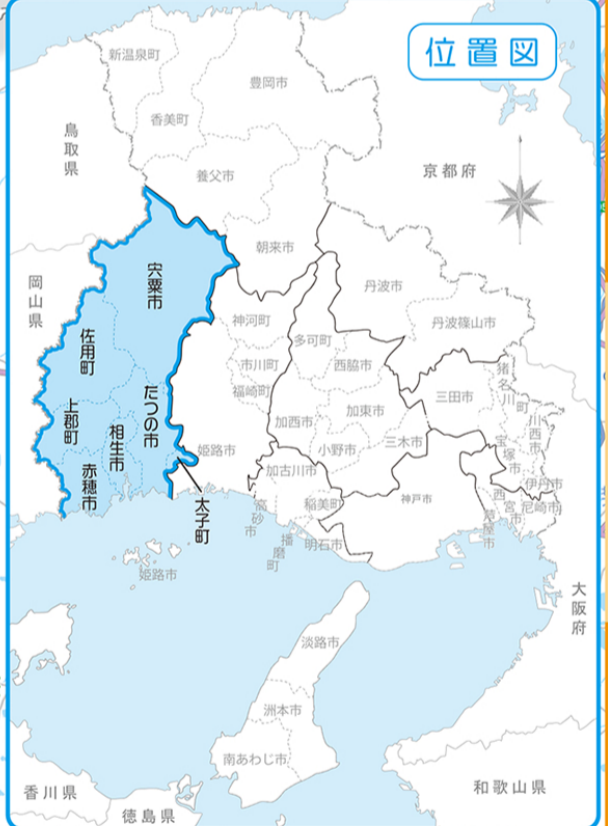 位置図
新温泉町
豊岡市
香美町
鳥取県
養父市
京都府
朝来市
宍粟市
丹波市
岡山県
神河町
丹波篠山市
佐用町
多可町
市川町
西脇市
猪名川町
福崎町
三田市
たつの市
上郡町
加西市
加東市
川西市
相生市
姫路市
小野市
三木市
宝塚市
赤穂市
加古川市
伊丹市
太子町
高砂市
稲美町
神戸市
西宮市
尼崎市
芦屋市
播磨町
明石市
姫路市
大阪府
淡路市
洲本市
南あわじ市
香川県
徳島県
和歌山県